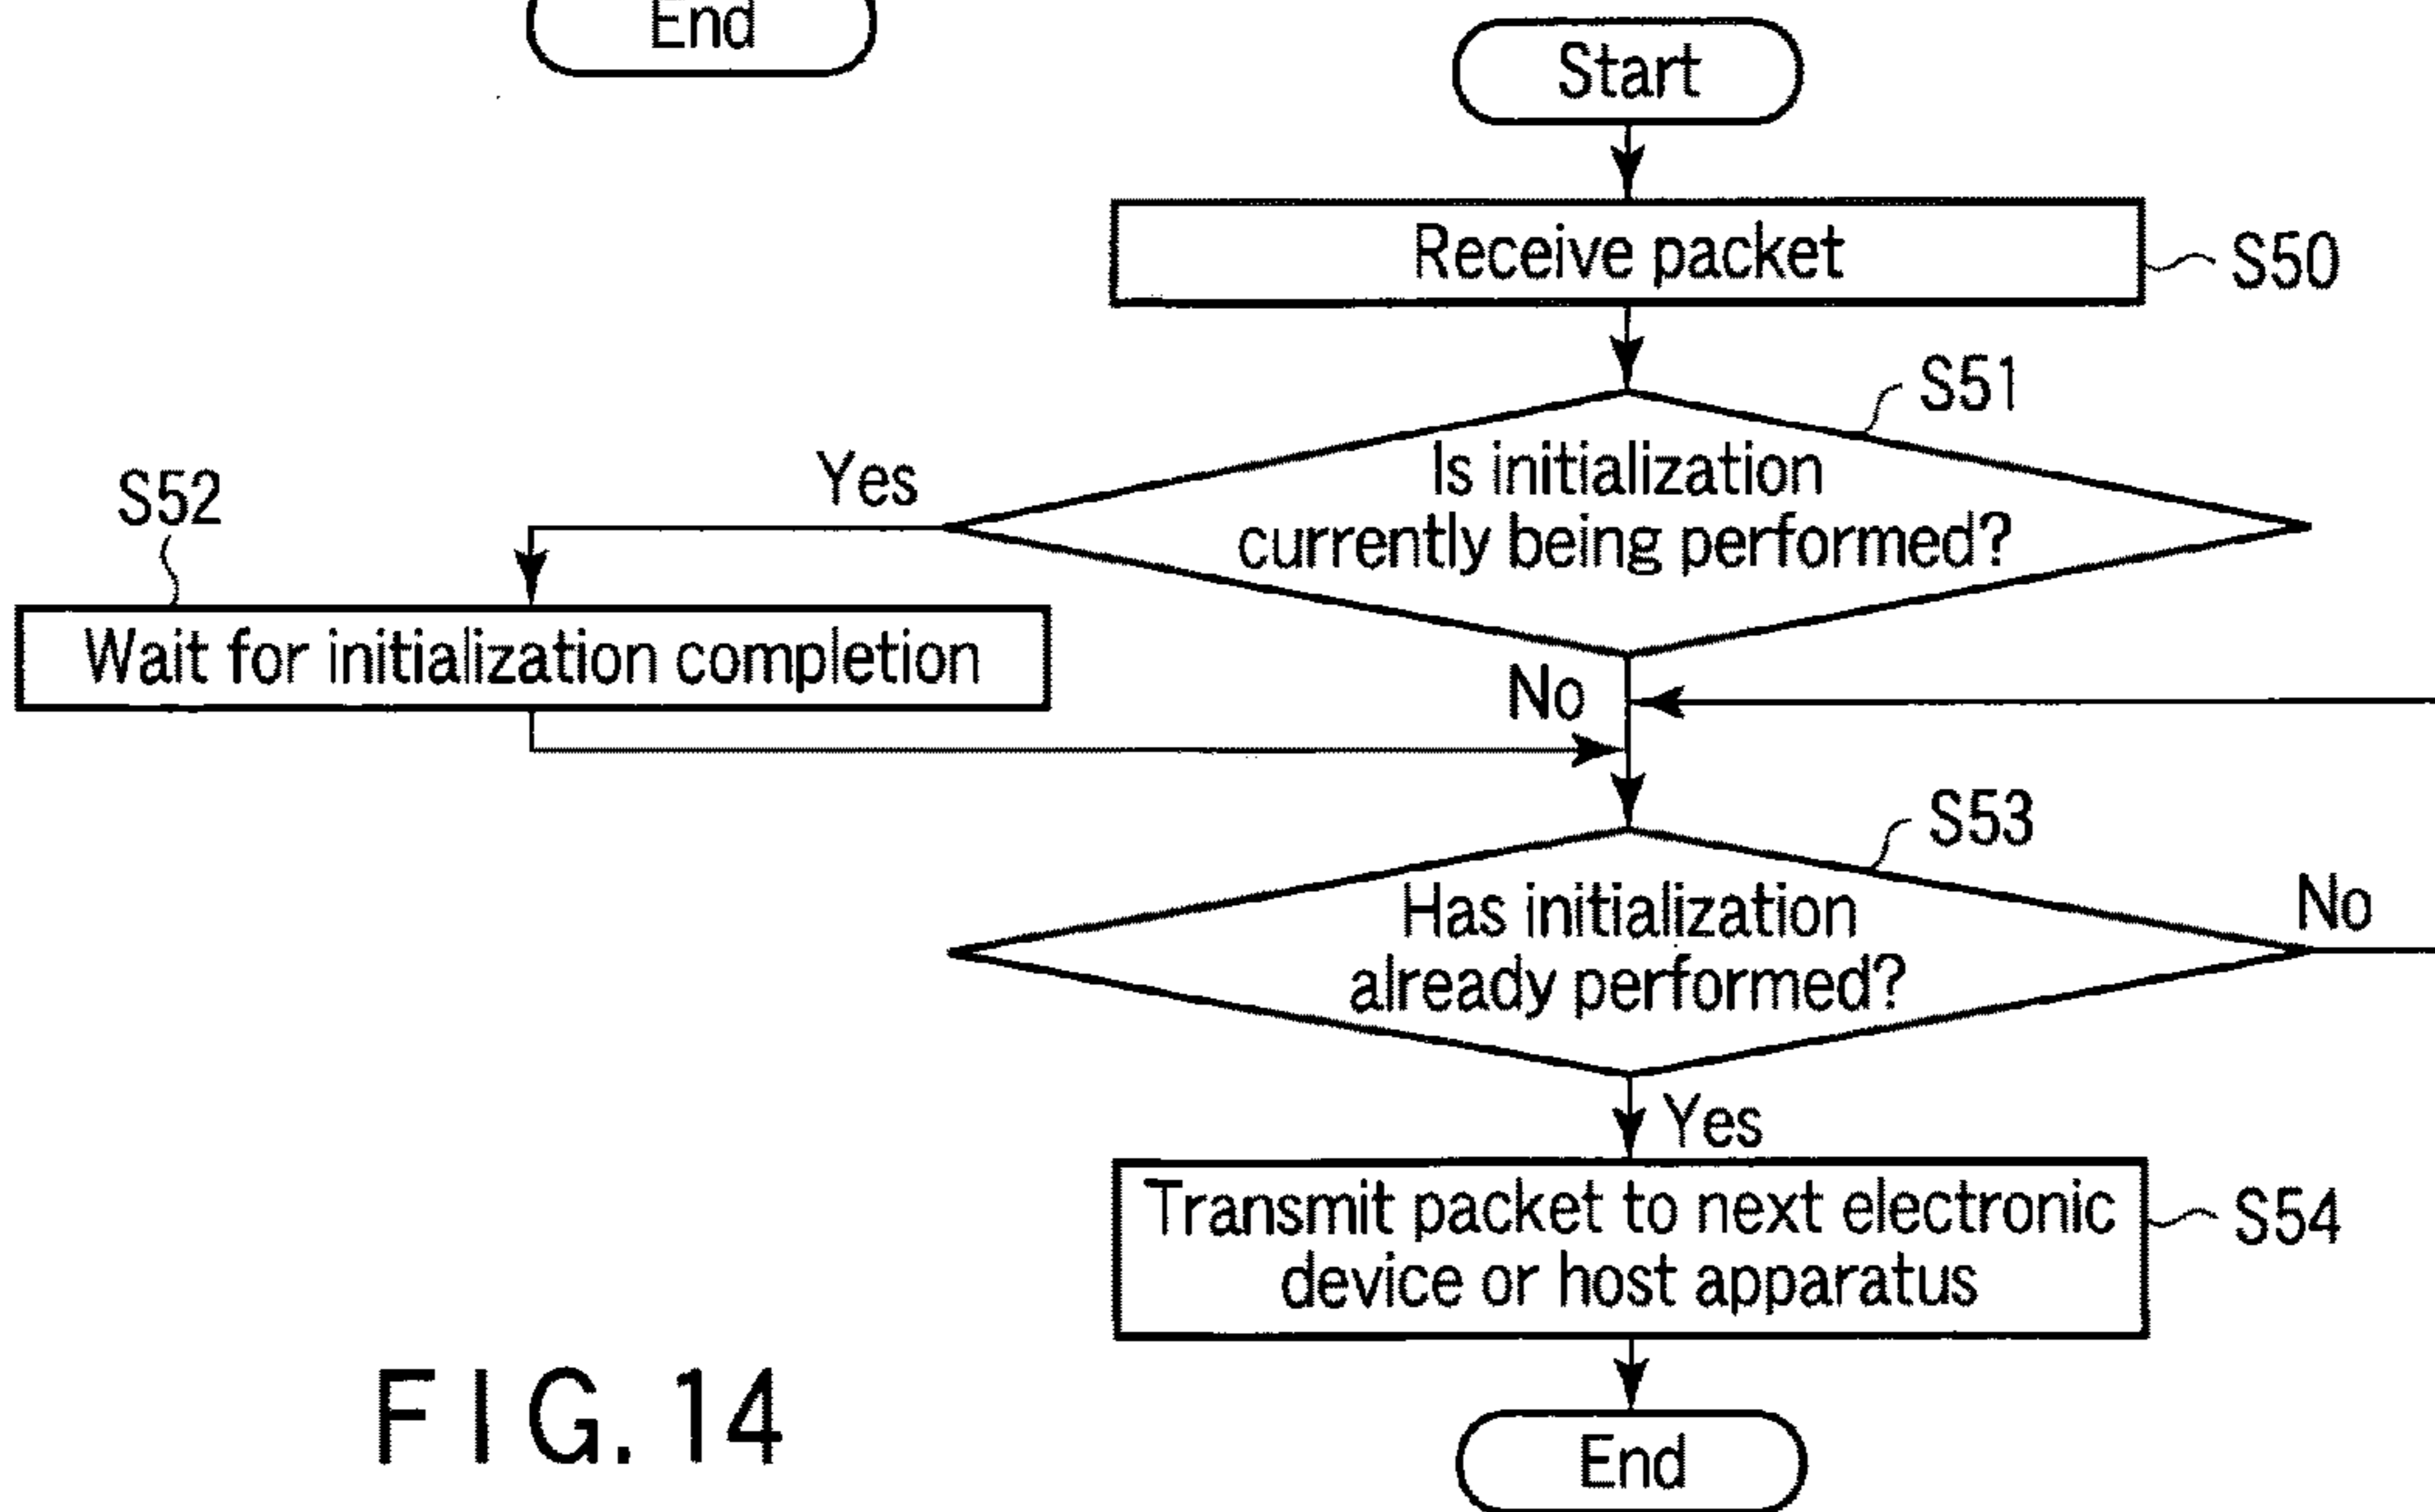 End
Start
Receive packet
S50
S51
Is initialization
currently being performed?
Yes
S52
Wait for initialization completion
No
S53
Has initialization
already performed?
No
Yes
Transmit packet to next electronic
device or host apparatus
S54
End
FIG. 14